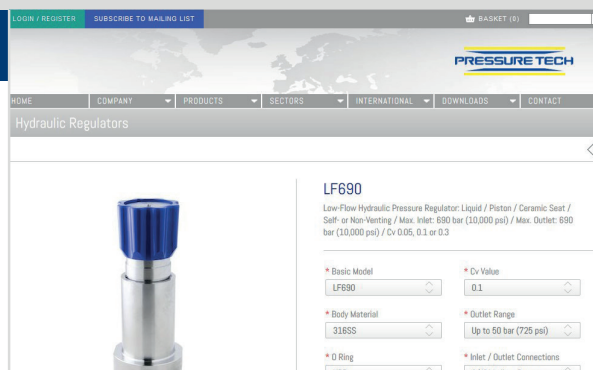 LOGIN / REGISTER
SUBSCRIBE TO MAILING LIST
BASKET (0)
PRESSURE TECH
HOME
COMPANY
PRODUCTS
SECTORS
INTERNATIONAL
DOWNLOADS
CONTACT
Hydraulic Regulators
LF690
Low-Flow Hydraulic Pressure Regulator: Liquid / Piston / Ceramic Seat /
Self- or Non-Venting / Max. Inlet: 690 bar (10,000 psi) / Max. Outlet: 690
bar (10,000 psi) / Cv 0.05, 0.1 or 0.3
* Basic Model
LF690
* Cv Value
0.1
* Body Material
316SS
* Outlet Range
Up to 50 bar (725 psi)
* O Ring
* Inlet / Outlet Connections